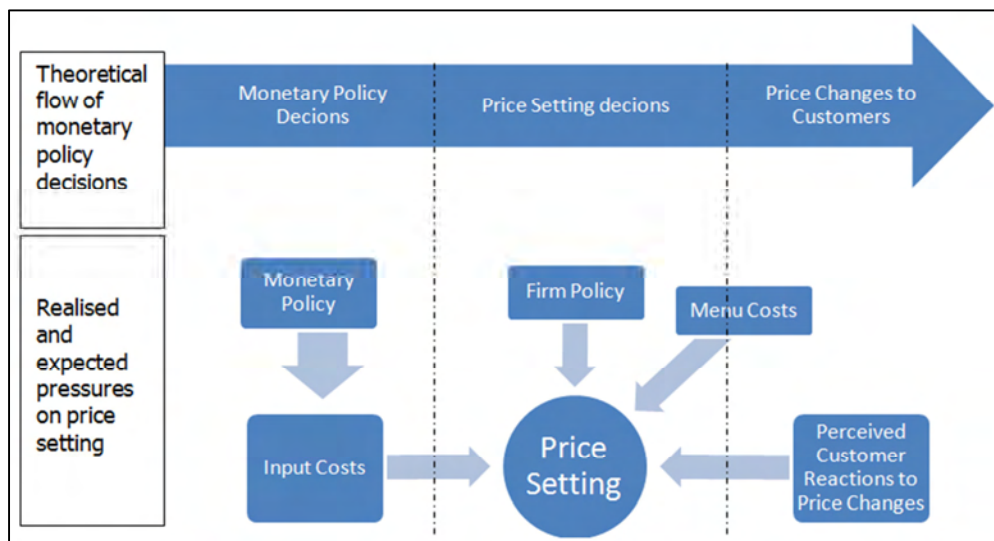 Theoretical
flow of
monetary
policy
decisions
Monetary Policy
Decions
Price Setting decions
Price Changes to
Customers
Realised
and
expected
pressures
on price
setting
Monetary
Policy
Firm Policy
Menu Costs
Input Costs
Price
Setting
Perceived
Customer
Reactions to
Price Changes